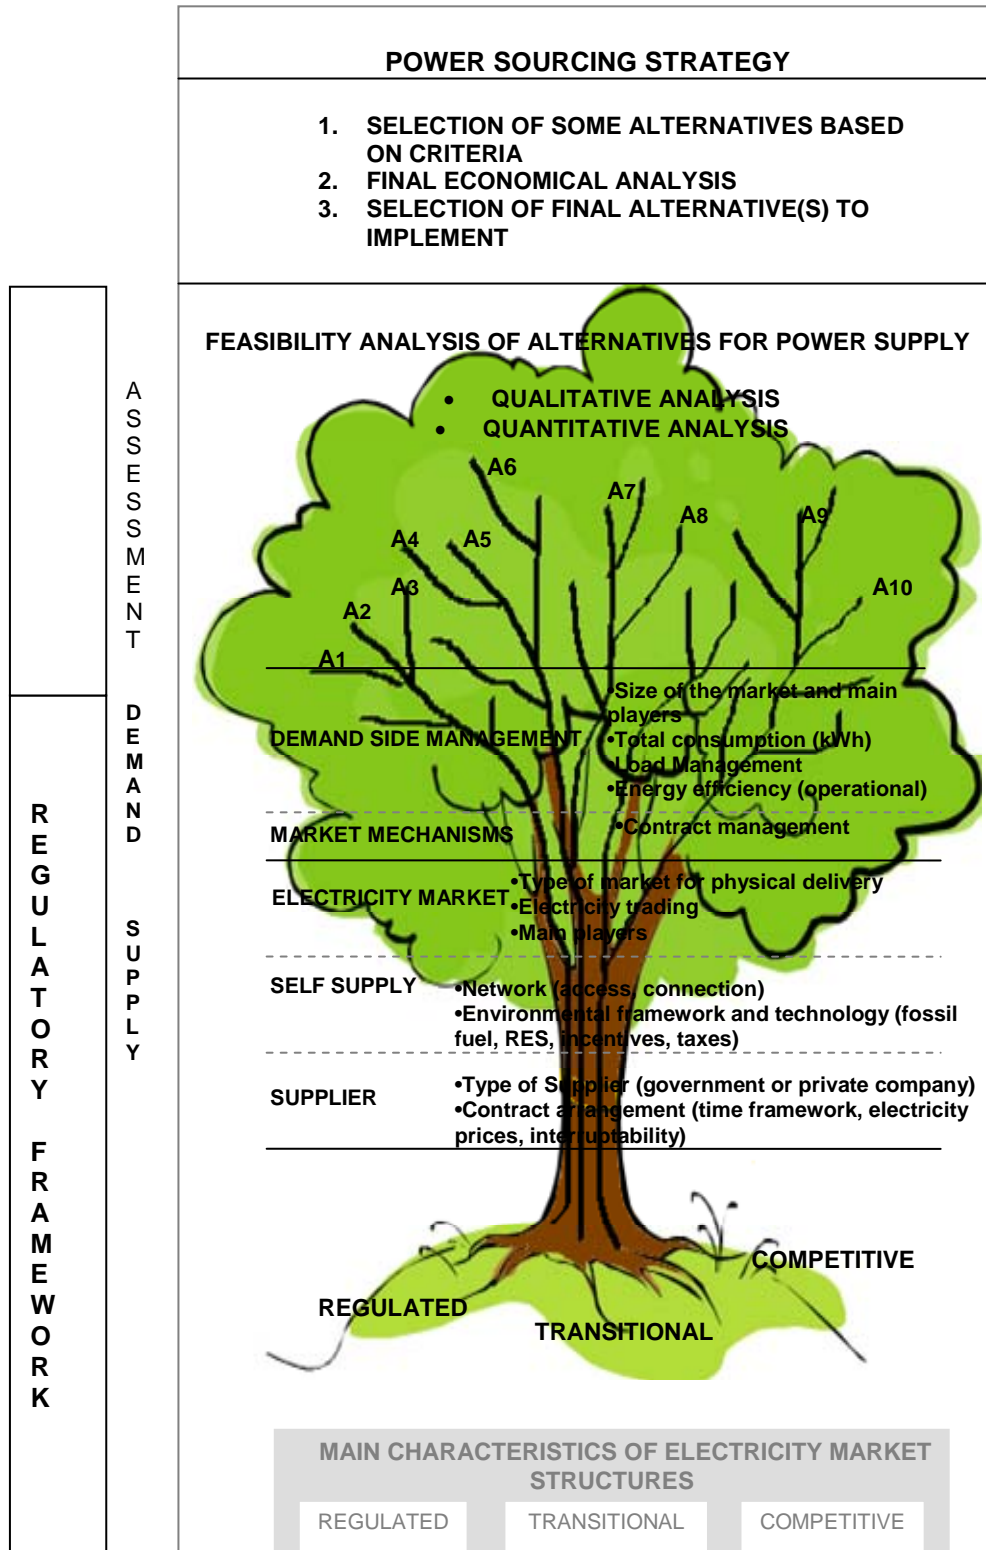 POWER SOURCING STRATEGY
1. SELECTION OF SOME ALTERNATIVES BASED
ON CRITERIA
2. FINAL ECONOMICAL ANALYSIS
3. SELECTION OF FINAL ALTERNATIVE(S) TO
IMPLEMENT
FEASIBILITY ANALYSIS OF ALTERNATIVES FOR POWER SUPPLY
• QUALITATIVE ANALYSIS
• QUANTITATIVE ANALYSIS
ASSESSMENT
A6
A7
A8
A9
A4
A5
A3
A10
A2
A1
DEMAND
DEMAND SIDE MANAGEMENT
•Size of the market and main
players
•Total consumption (kWh)
•Load Management
•Energy efficiency (operational)
MARKET MECHANISMS
•Contract management
REGULATORY FRAMEWORK
SUPPLY
ELECTRICITY MARKET
•Type of market for physical delivery
•Electricity trading
•Main players
SELF SUPPLY
•Network (access, connection)
•Environmental framework and technology (fossil
fuel, RES, incentives, taxes)
SUPPLIER
•Type of Supplier (government or private company)
•Contract arrangement (time framework, electricity
prices, interruptability)
COMPETITIVE
REGULATED
TRANSITIONAL
MAIN CHARACTERISTICS OF ELECTRICITY MARKET
STRUCTURES
REGULATED
TRANSITIONAL
COMPETITIVE